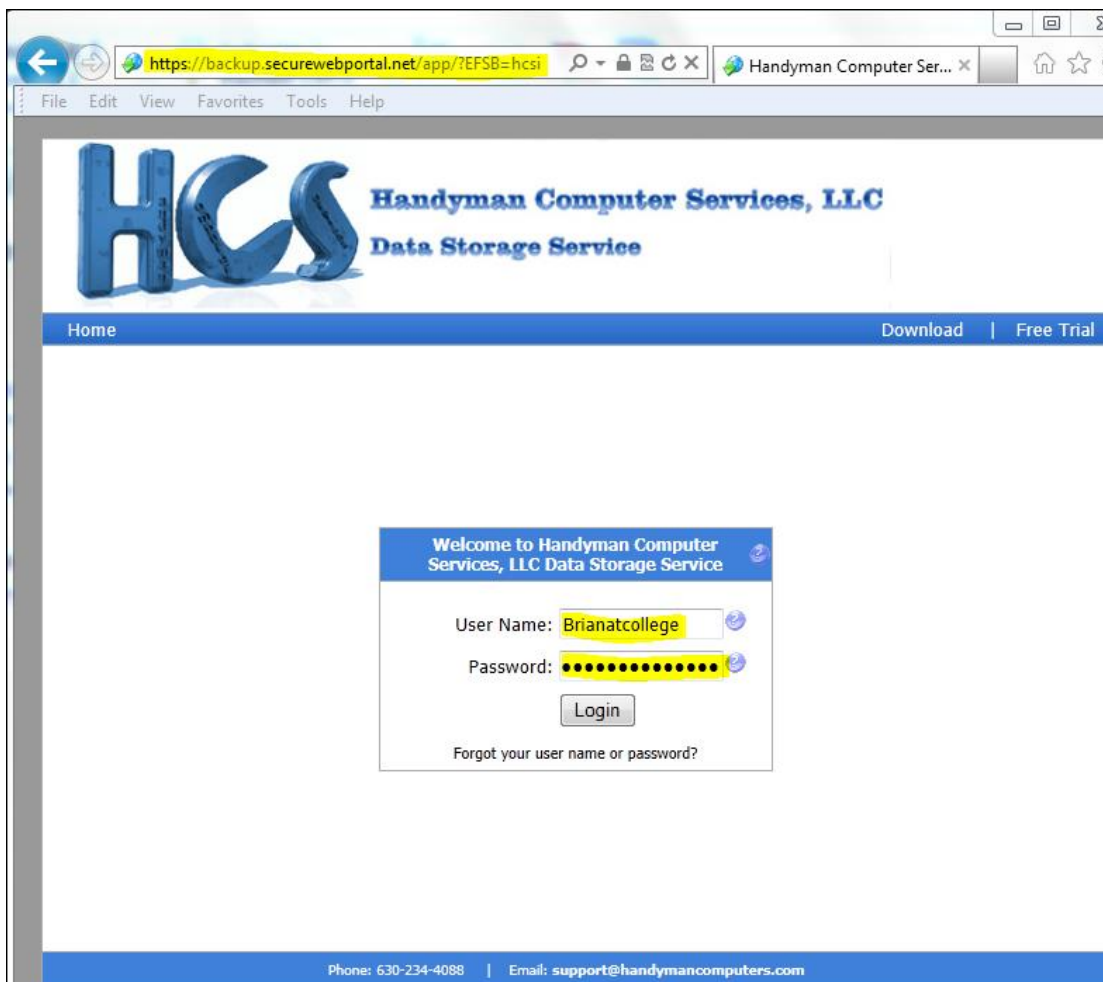 https://backup.securewebportal.net/app/?EFSB=hcsi
Handyman Computer Ser...
File Edit View Favorites Tools Help
HCS
Handyman Computer Services, LLC
Data Storage Service
Home Download | Free Trial
Welcome to Handyman Computer
Services, LLC Data Storage Service
User Name: Brianatcollege
Password: ••••••••••••••
Login
Forgot your user name or password?
Phone: 630-234-4088 | Email: support@handymancomputers.com